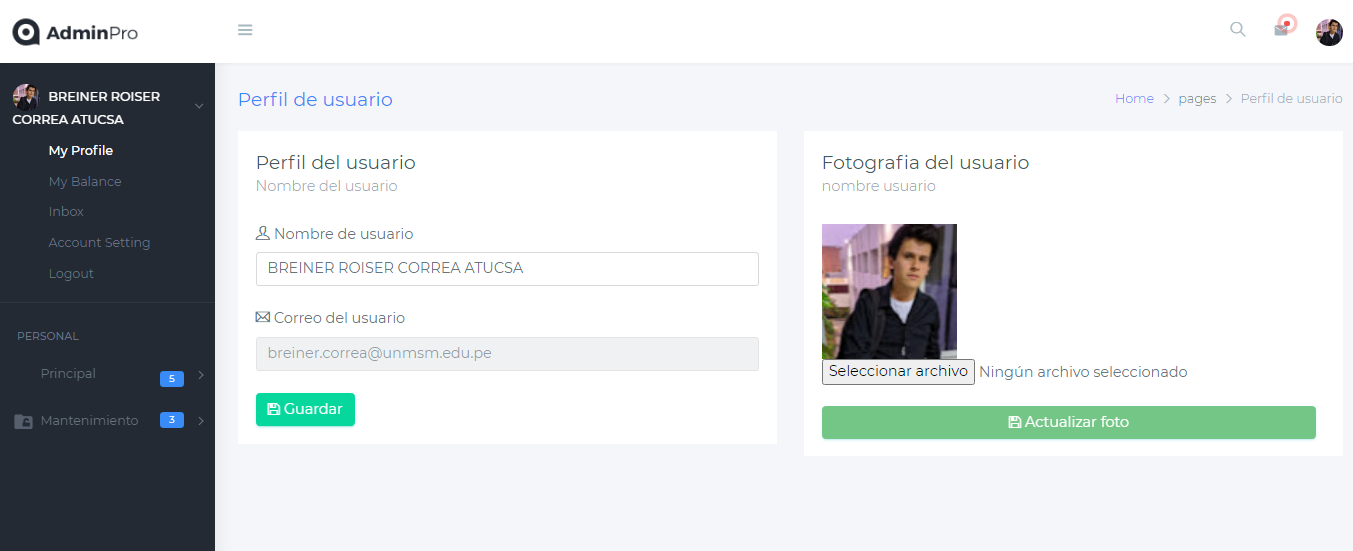 AdminPro
BREINER ROISER
CORREA ATUCSA
My Profile
My Balance
Inbox
Account Setting
Logout
PERSONAL
Principal 5
Mantenimiento 3
Perfil de usuario
Home > pages > Perfil de usuario
Perfil del usuario
Nombre del usuario
Nombre de usuario
BREINER ROISER CORREA ATUCSA
Correo del usuario
breiner.correa@unmsm.edu.pe
Guardar
Fotografia del usuario
nombre usuario
Seleccionar archivo Ningún archivo seleccionado
Actualizar foto